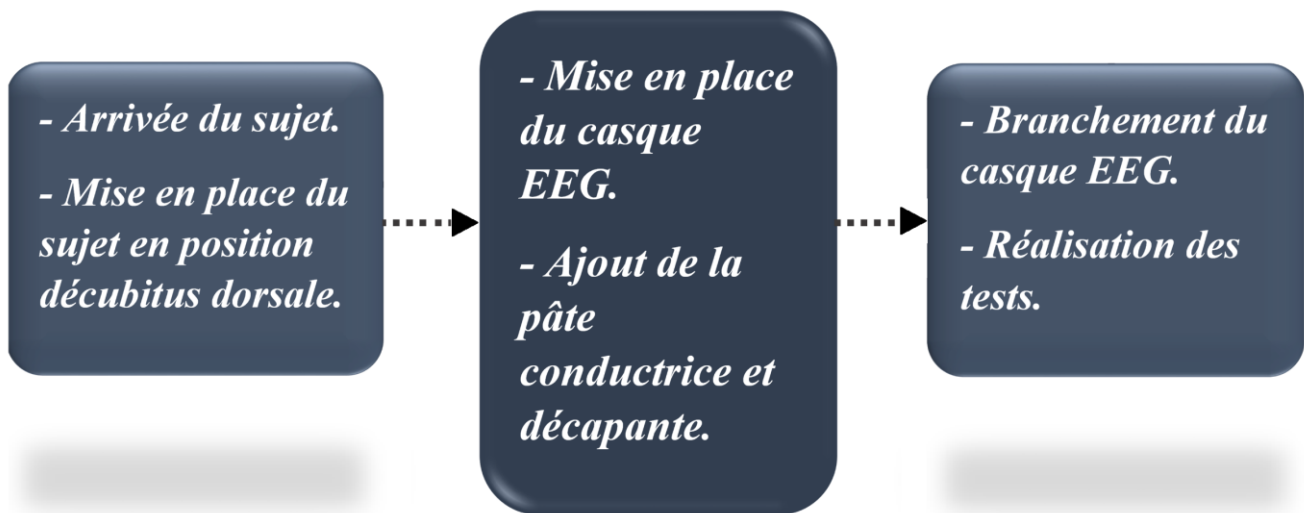 - Arrivée du sujet.
- Mise en place du
sujet en position
décubitus dorsale.
- Mise en place
du casque
EEG.
- Ajout de la
pâte
conductrice et
décapante.
- Branchement du
casque EEG.
- Réalisation des
tests.